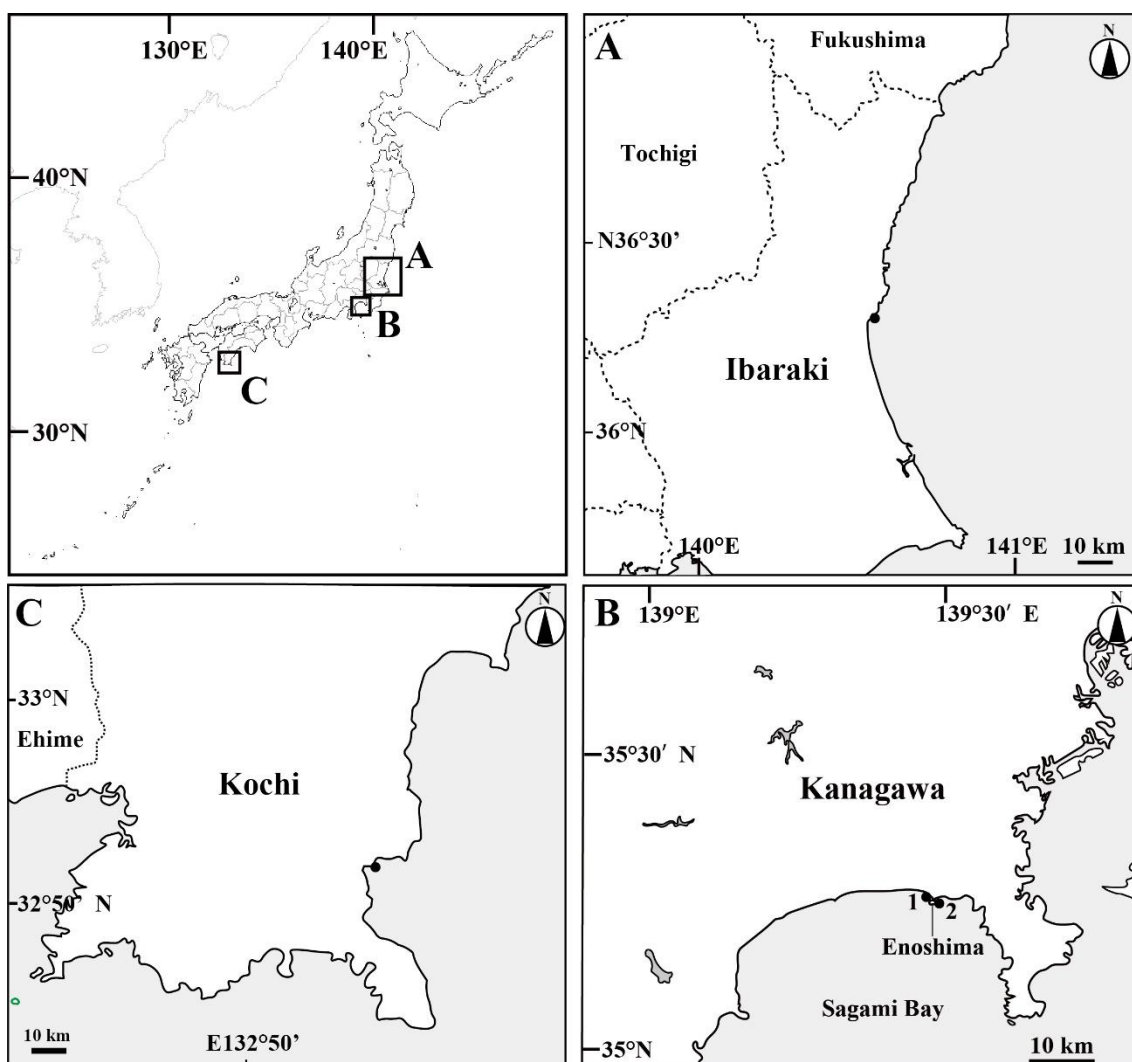 130°E
140°E
40°N
30°N
A
B
C
A
Fukushima
N
Tochigi
N36°30’
Ibaraki
36°N
140°E
141°E
10 km
C
N
33°N
Ehime
Kochi
32°50’ N
10 km
E132°50’
B
139°E
139°30′ E
N
35°30′ N
Kanagawa
1
2
Enoshima
Sagami Bay
35°N
10 km